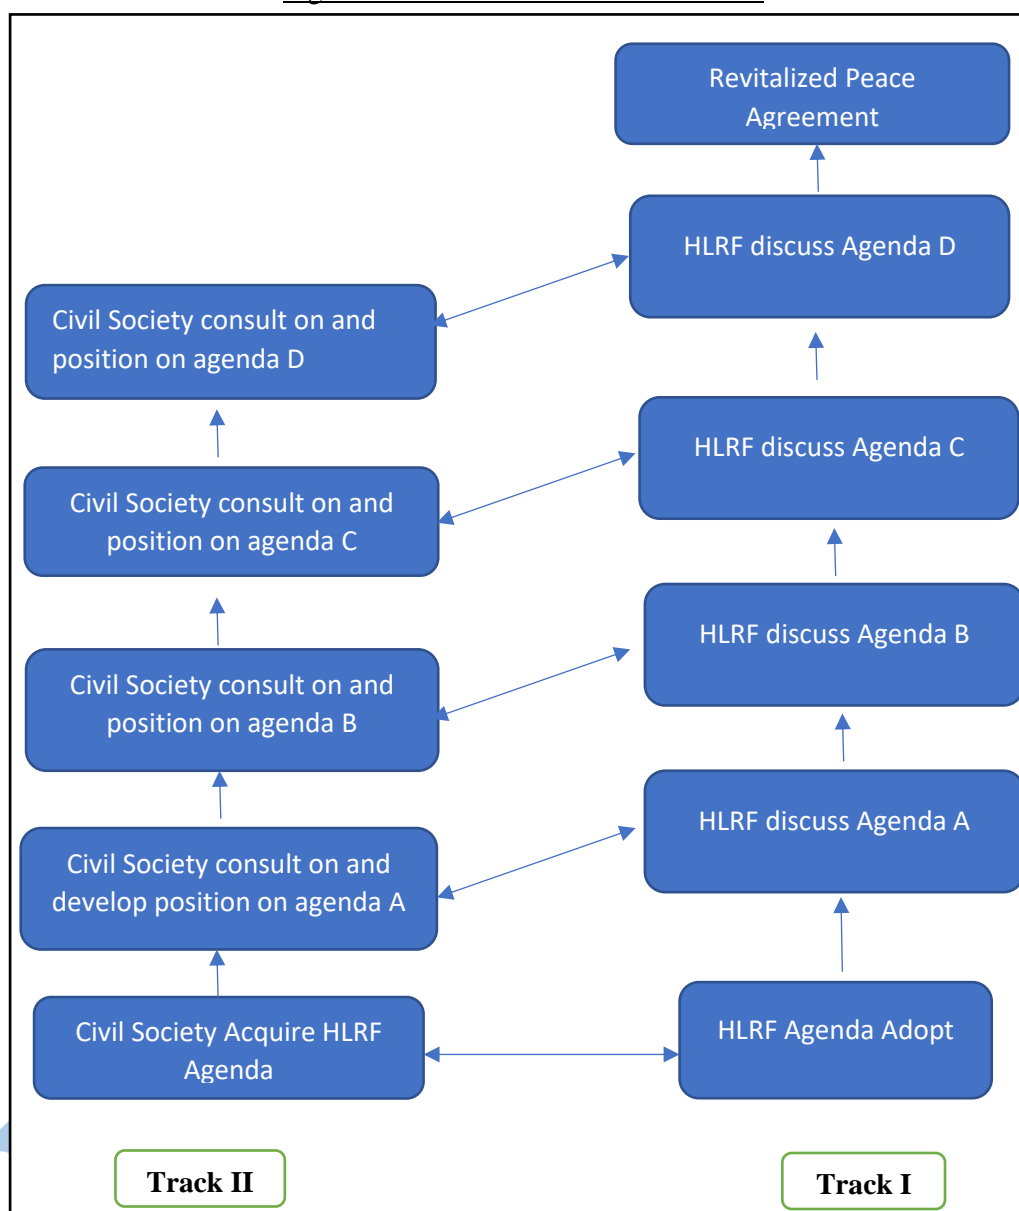 Revitalized Peace
Agreement
HLRF discuss Agenda D
Civil Society consult on and
position on agenda D
HLRF discuss Agenda C
Civil Society consult on and
position on agenda C
HLRF discuss Agenda B
Civil Society consult on and
position on agenda B
HLRF discuss Agenda A
Civil Society consult on and
develop position on agenda A
HLRF Agenda Adopt
Civil Society Acquire HLRF
Agenda
Track II
Track I